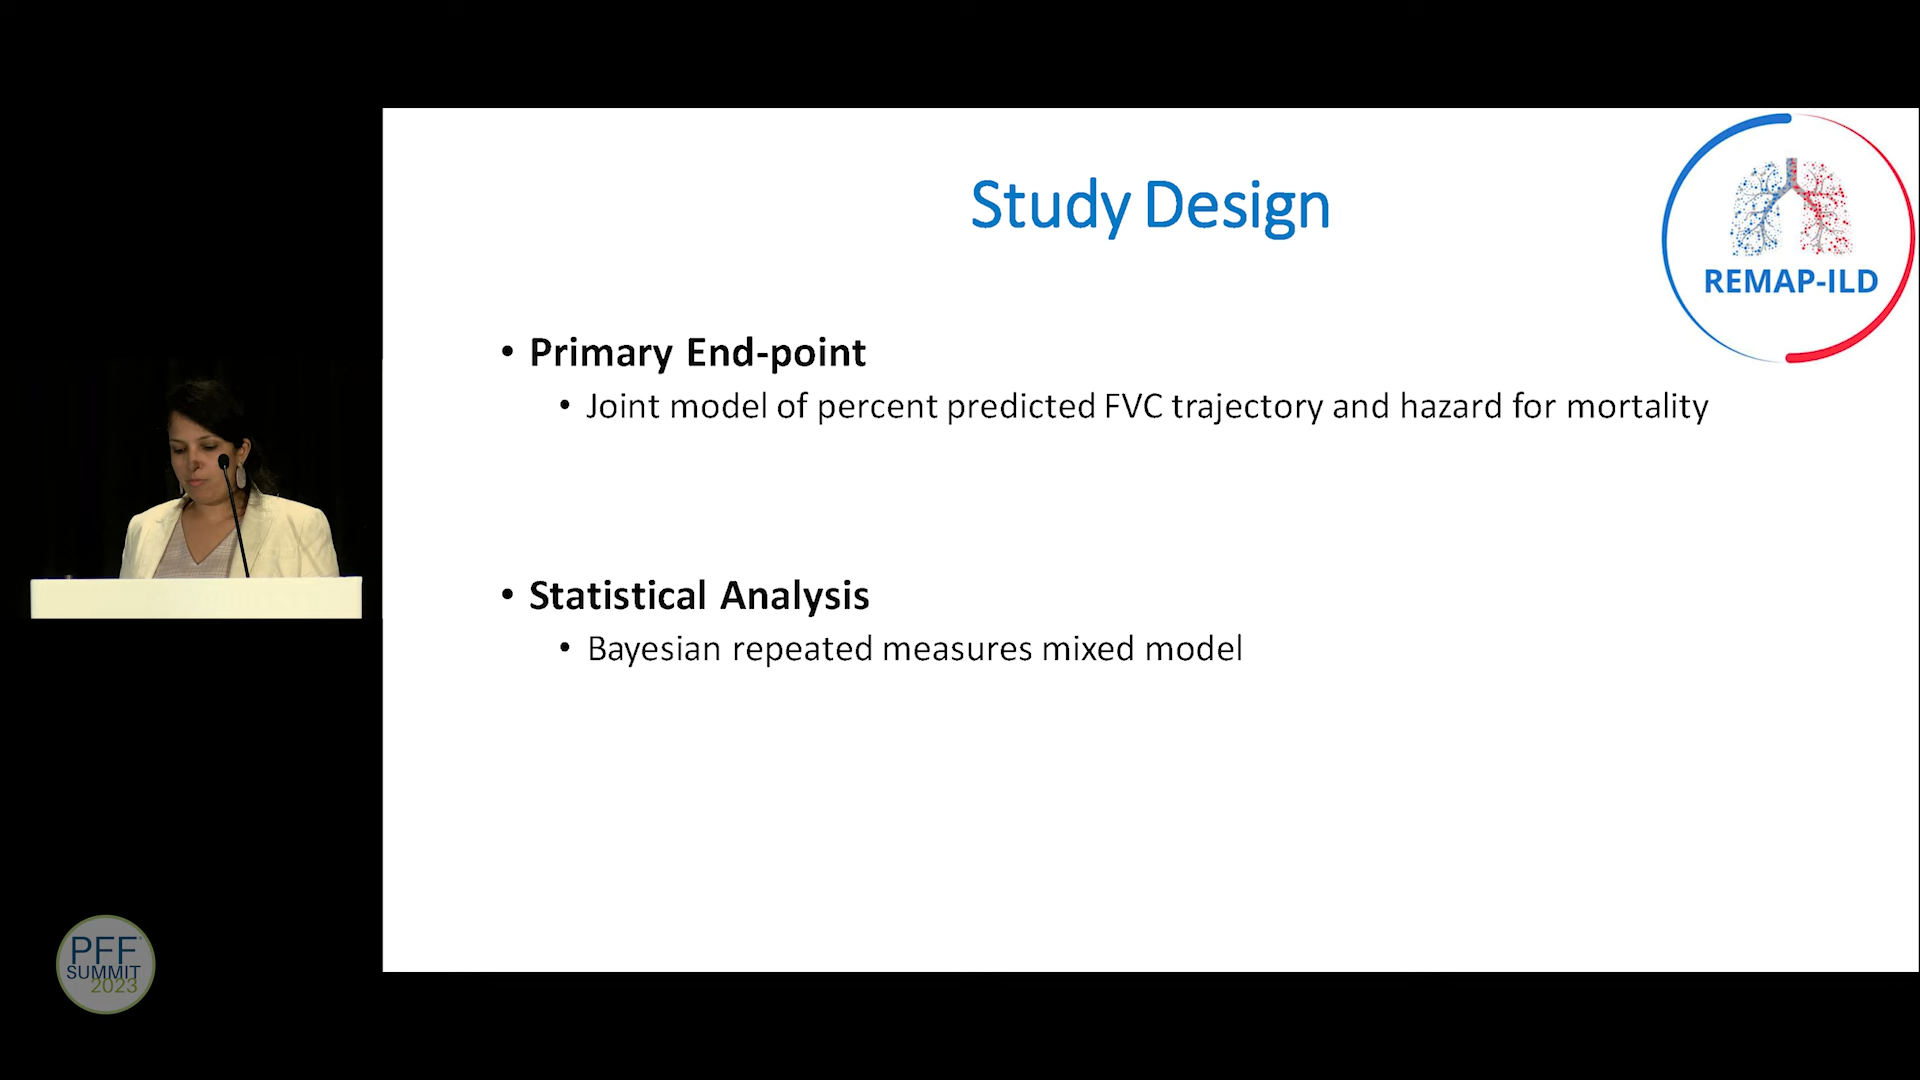 Study Design
REMAP-ILD
• Primary End-point
• Joint model of percent predicted FVC trajectory and hazard for mortality
• Statistical Analysis
• Bayesian repeated measures mixed model
PFF
SUMMIT
2023